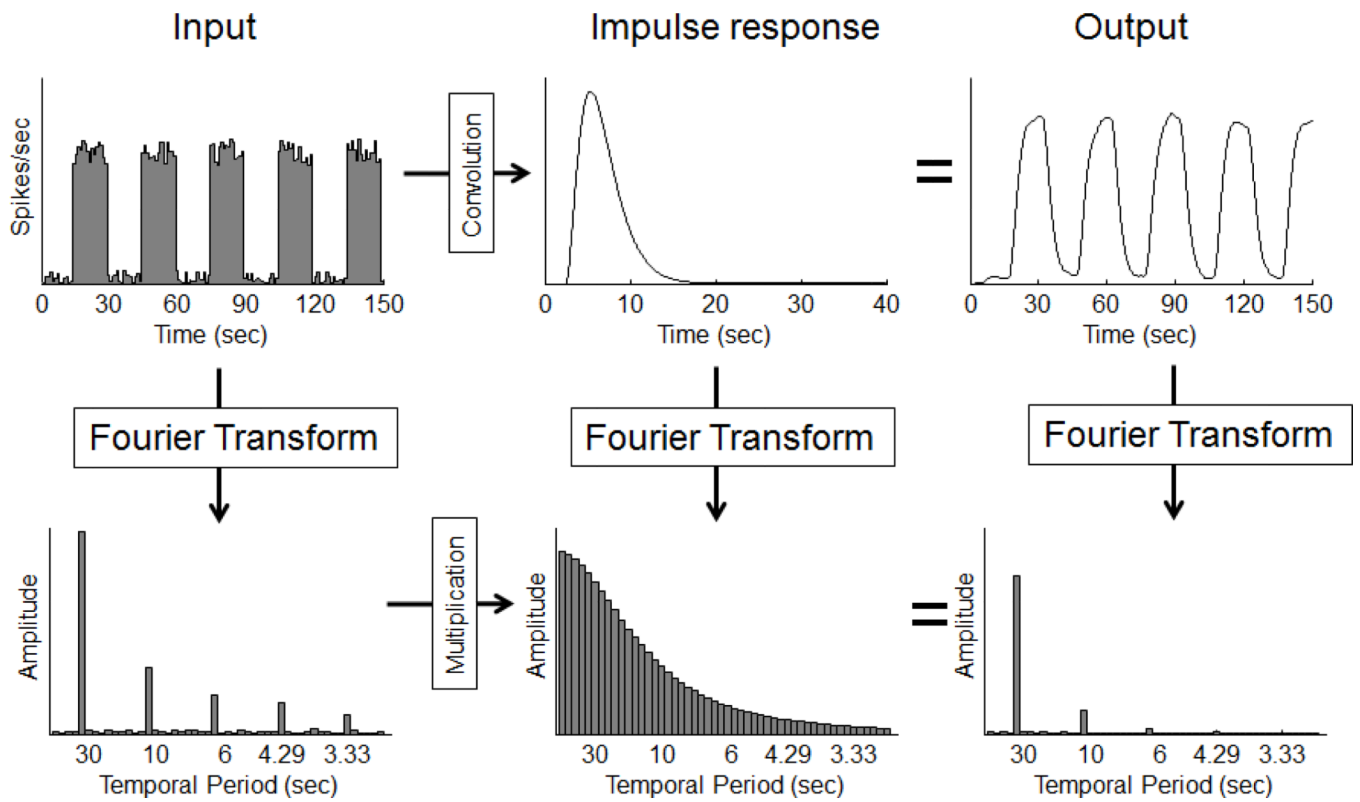 Input
Impulse response
Output
Spikes/sec
Convolution
=
0 30 60 90 120 150
Time (sec)
0 10 20 30 40
Time (sec)
0 30 60 90 120 150
Time (sec)
Fourier Transform
Fourier Transform
Fourier Transform
Amplitude
Multiplication
Amplitude
=
Amplitude
30 10 6 4.29 3.33
Temporal Period (sec)
30 10 6 4.29 3.33
Temporal Period (sec)
30 10 6 4.29 3.33
Temporal Period (sec)